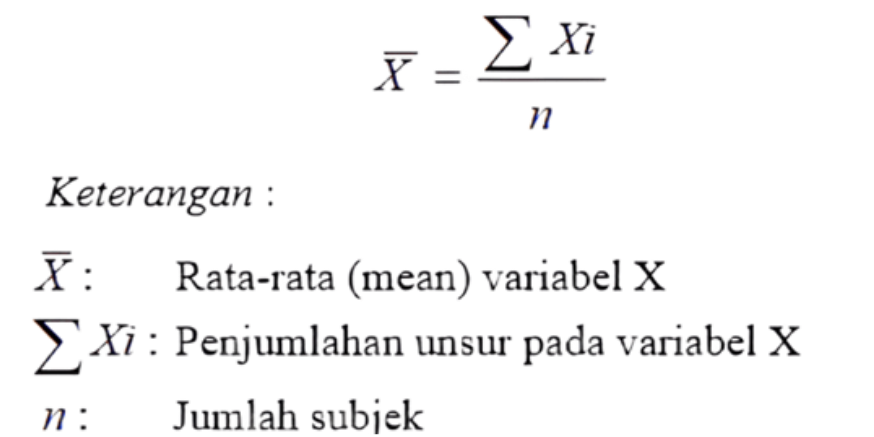 X̅ = ∑ Xi / n
Keterangan :
X̅ : Rata-rata (mean) variabel X
∑ Xi : Penjumlahan unsur pada variabel X
n : Jumlah subjek